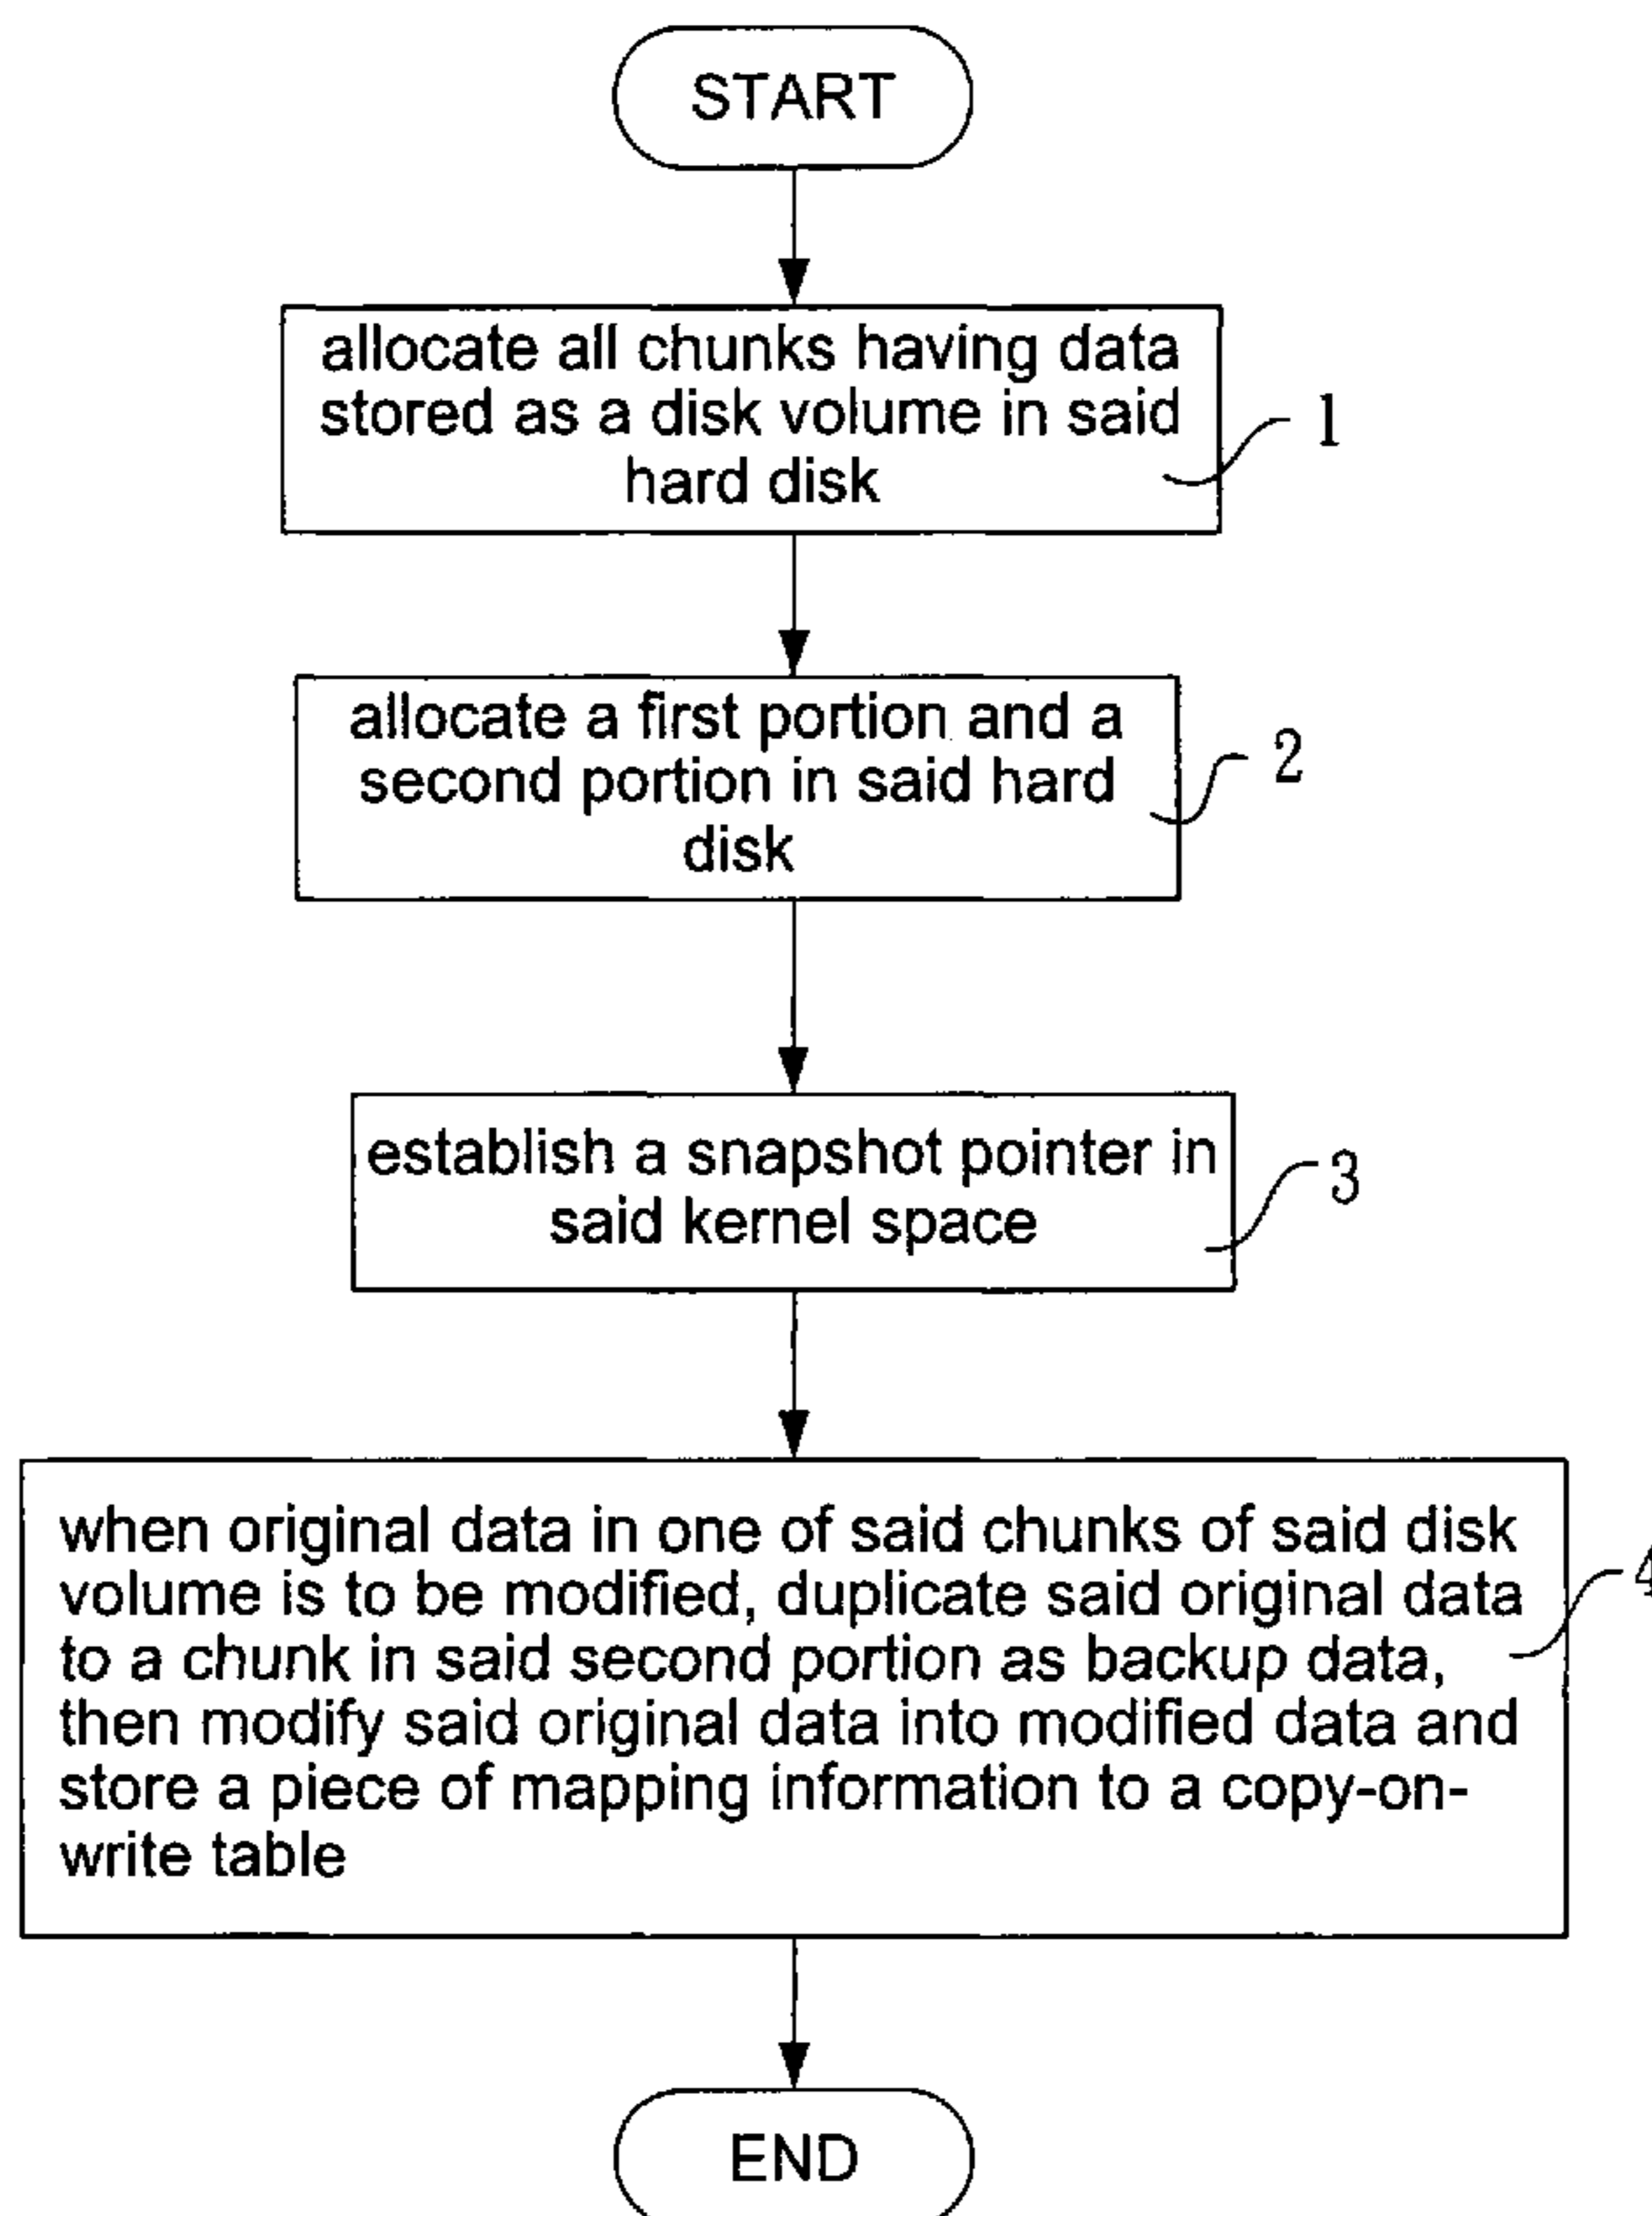 START
allocate all chunks having data
stored as a disk volume in said
hard disk
1
allocate a first portion and a
second portion in said hard
disk
2
establish a snapshot pointer in
said kernel space
3
when original data in one of said chunks of said disk
volume is to be modified, duplicate said original data
to a chunk in said second portion as backup data,
then modify said original data into modified data and
store a piece of mapping information to a copy-on-
write table
4
END